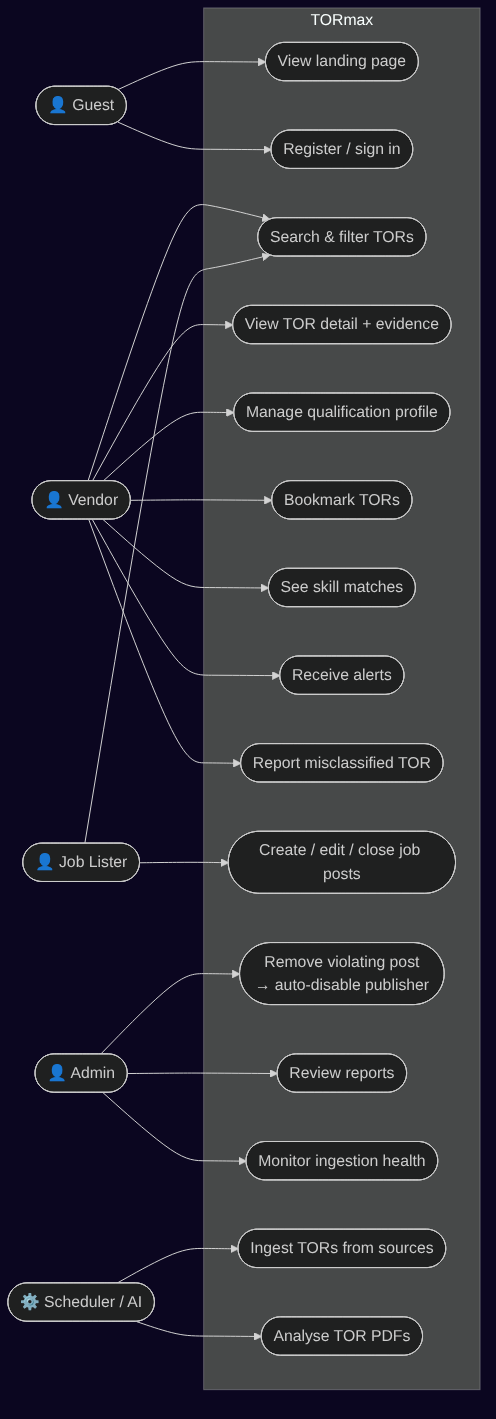 TORmax
View landing page
👤 Guest
Register / sign in
Search & filter TORs
View TOR detail + evidence
Manage qualification profile
👤 Vendor
Bookmark TORs
See skill matches
Receive alerts
Report misclassified TOR
👤 Job Lister
Create / edit / close job
posts
Remove violating post
→ auto-disable publisher
👤 Admin
Review reports
Monitor ingestion health
Ingest TORs from sources
⚙️ Scheduler / AI
Analyse TOR PDFs